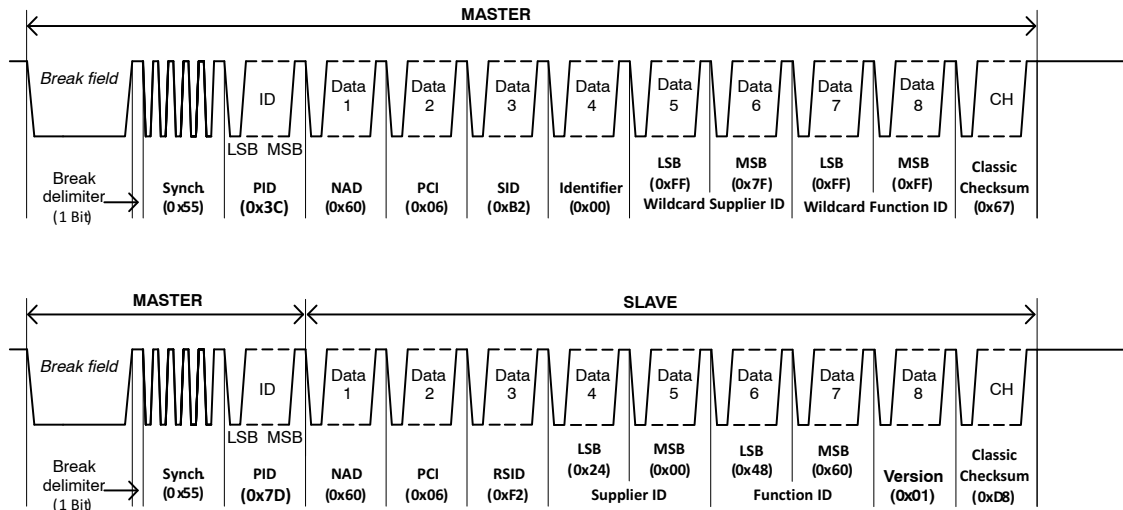 MASTER
Break field
ID
Data 1
Data 2
Data 3
Data 4
Data 5
Data 6
Data 7
Data 8
CH
LSB MSB
Break delimiter (1 Bit)
Synch. (0x55)
PID (0x3C)
NAD (0x60)
PCI (0x06)
SID (0xB2)
Identifier (0x00)
LSB (0xFF)
MSB (0x7F)
Wildcard Supplier ID
LSB (0xFF)
MSB (0xFF)
Wildcard Function ID
Classic Checksum (0x67)
MASTER
SLAVE
Break field
ID
Data 1
Data 2
Data 3
Data 4
Data 5
Data 6
Data 7
Data 8
CH
LSB MSB
Break delimiter (1 Bit)
Synch. (0x55)
PID (0x7D)
NAD (0x60)
PCI (0x06)
RSID (0xF2)
LSB (0x24)
MSB (0x00)
Supplier ID
LSB (0x48)
MSB (0x60)
Function ID
Version (0x01)
Classic Checksum (0xD8)